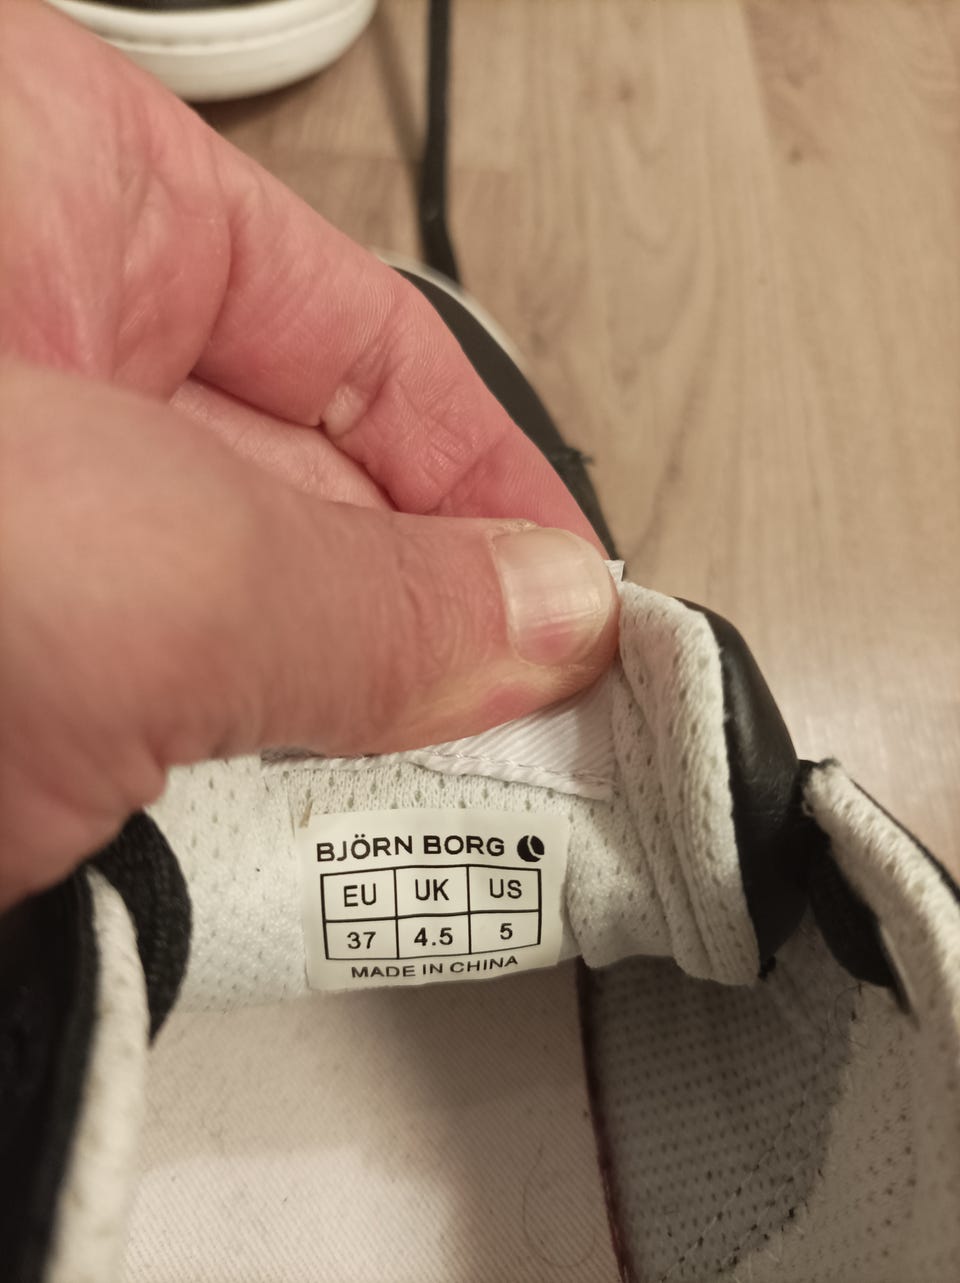 BJÖRN BORG
EU UK US
37 4.5 5
MADE IN CHINA